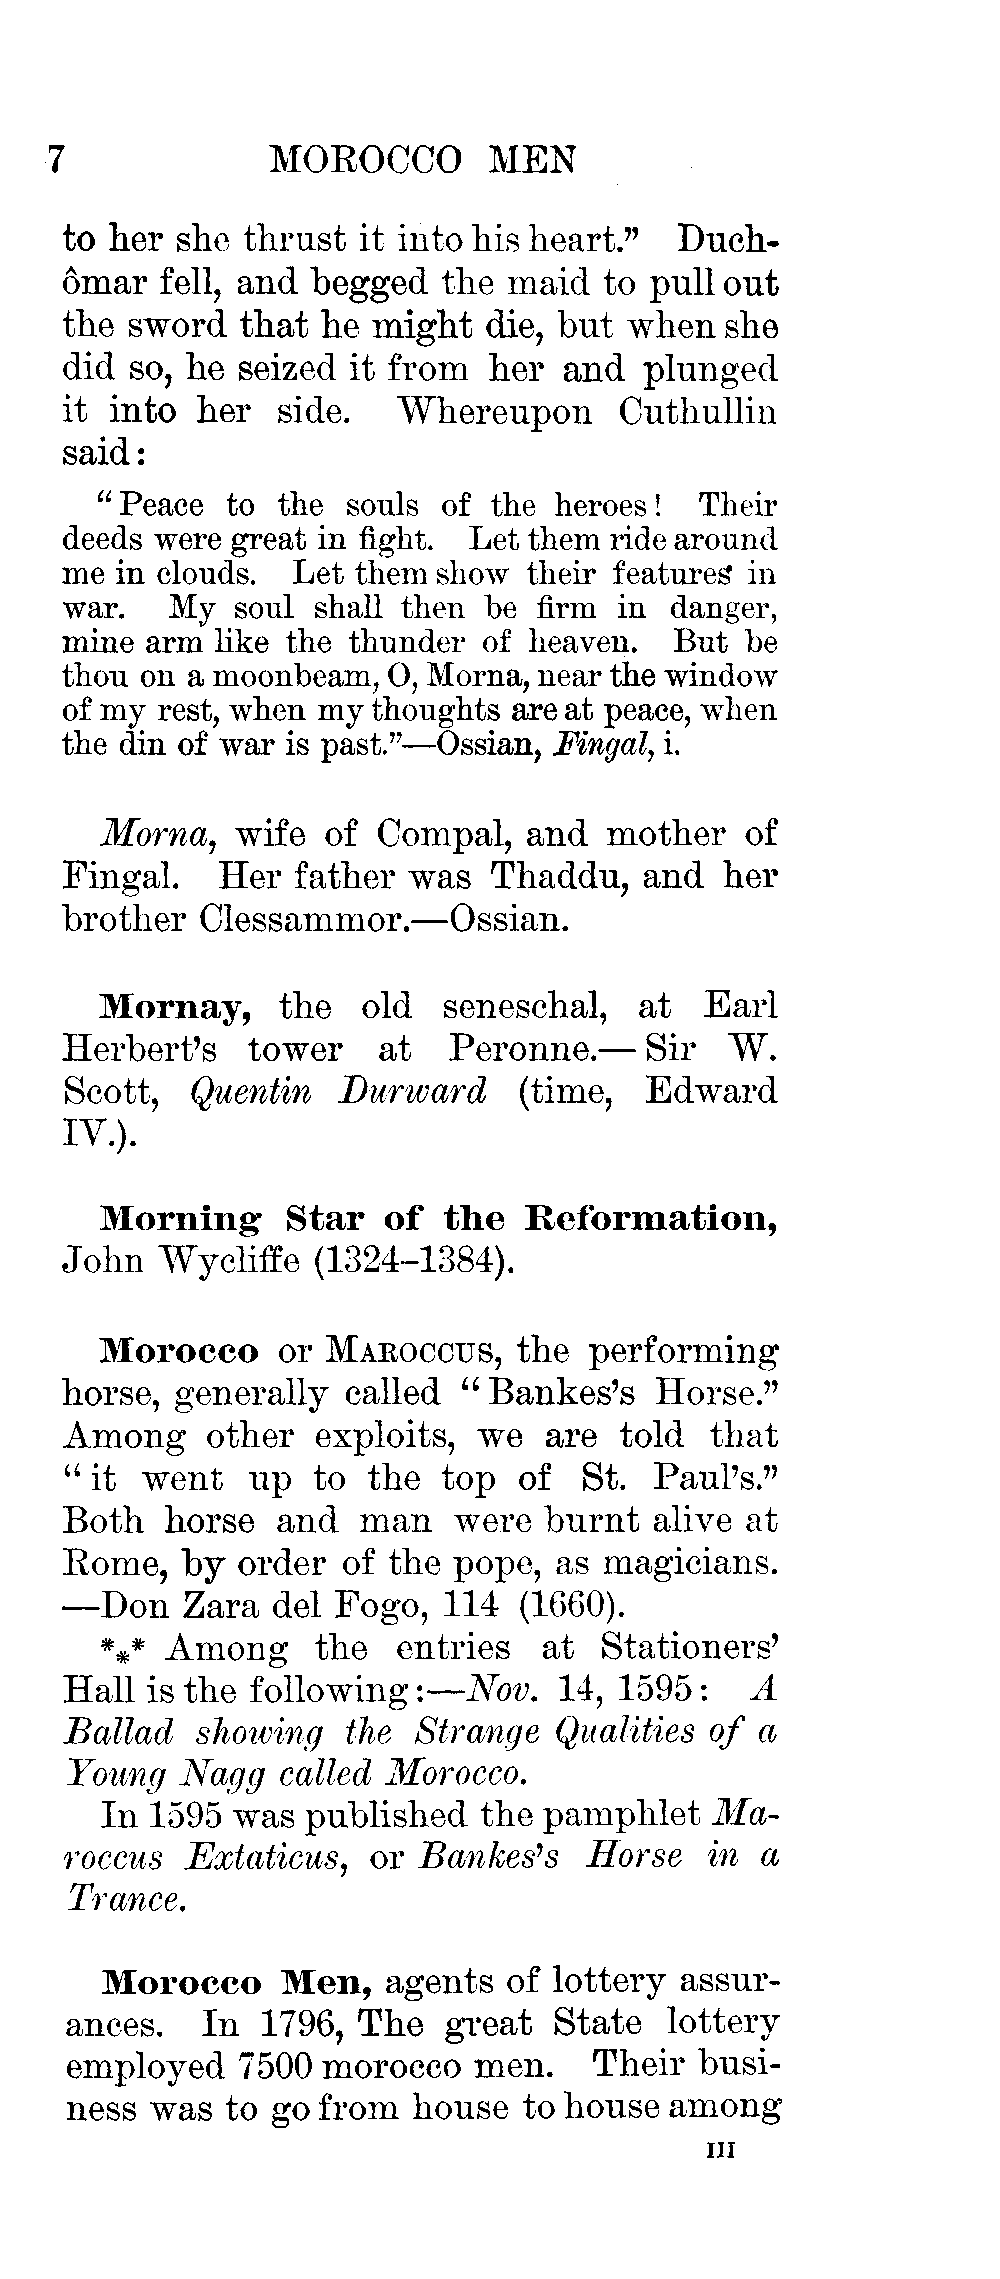 7 MOROCCO MEN
to her she thrust it into his heart.” Duch-
ômar fell, and begged the maid to pull out
the sword that he might die, but when she
did so, he seized it from her and plunged
it into her side. Whereupon Cuthullin
said:
“Peace to the souls of the heroes! Their
deeds were great in fight. Let them ride around
me in clouds. Let them show their features in
war. My soul shall then be firm in danger,
mine arm like the thunder of heaven. But be
thou on a moonbeam, O, Morna, near the window
of my rest, when my thoughts are at peace, when
the din of war is past.”—Ossian, Fingal, i.
Morna, wife of Compal, and mother of
Fingal. Her father was Thaddu, and her
brother Clessammor.—Ossian.
Mornay, the old seneschal, at Earl
Herbert’s tower at Peronne.— Sir W.
Scott, Quentin Durward (time, Edward
IV.).
Morning Star of the Reformation,
John Wycliffe (1324–1384).
Morocco or MAROCCUS, the performing
horse, generally called “Bankes’s Horse.”
Among other exploits, we are told that
“it went up to the top of St. Paul’s.”
Both horse and man were burnt alive at
Rome, by order of the pope, as magicians.
—Don Zara del Fogo, 114 (1660).
*⁎* Among the entries at Stationers’
Hall is the following:—Nov. 14, 1595: A
Ballad showing the Strange Qualities of a
Young Nagg called Morocco.
In 1595 was published the pamphlet Ma-
roccus Extaticus, or Bankes’s Horse in a
Trance.
Morocco Men, agents of lottery assur-
ances. In 1796, The great State lottery
employed 7500 morocco men. Their busi-
ness was to go from house to house among
III